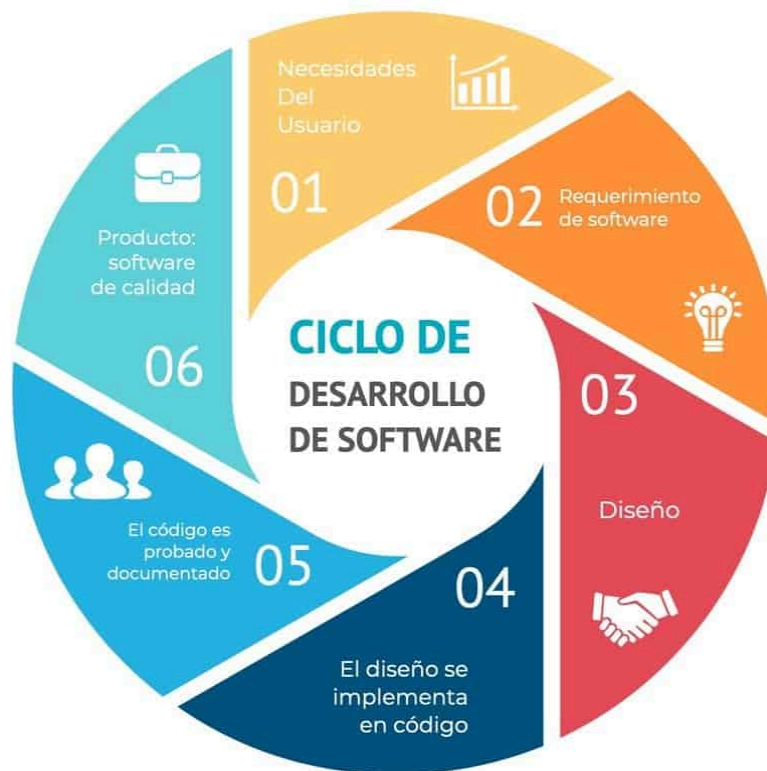 CICLO DE
DESARROLLO
DE SOFTWARE
Necesidades
Del
Usuario
01
02
Requerimiento
de software
03
Diseño
04
El diseño se
implementa
en código
05
El código es
probado y
documentado
06
Producto:
software
de calidad